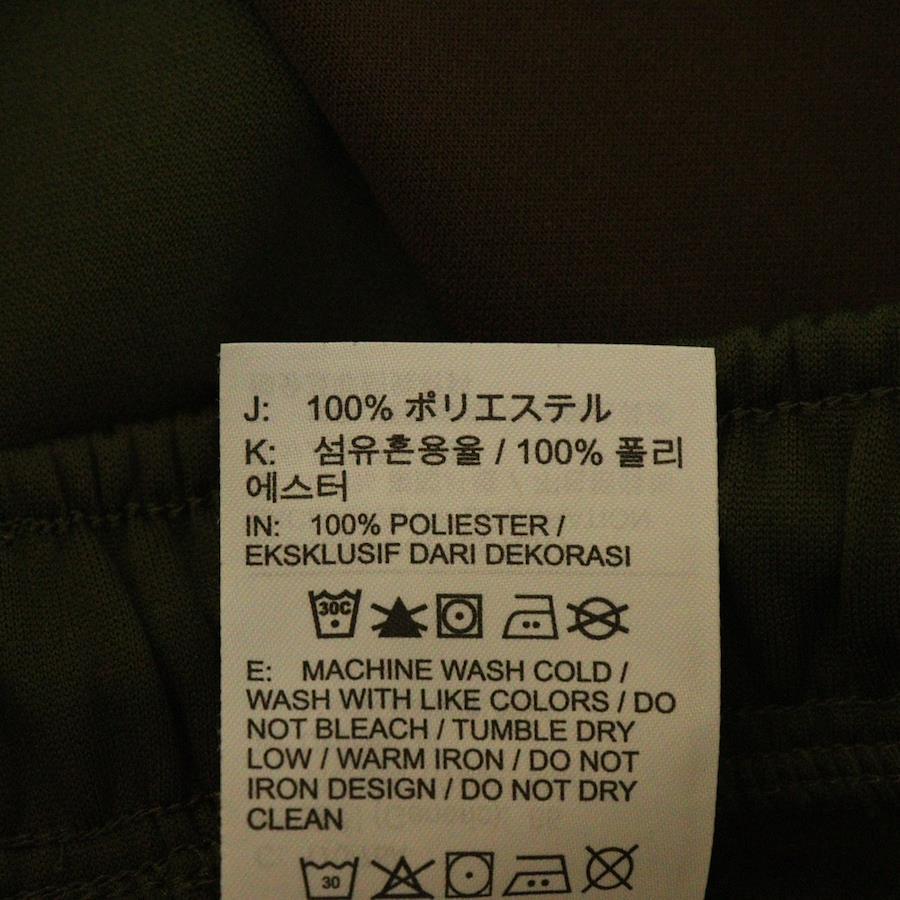 J: 100% ポリエステル
K: 섬유혼용율 / 100% 폴리
에스터
IN: 100% POLIESTER /
EKSKLUSIF DARI DEKORASI
30C
E: MACHINE WASH COLD /
WASH WITH LIKE COLORS / DO
NOT BLEACH / TUMBLE DRY
LOW / WARM IRON / DO NOT
IRON DESIGN / DO NOT DRY
CLEAN
30